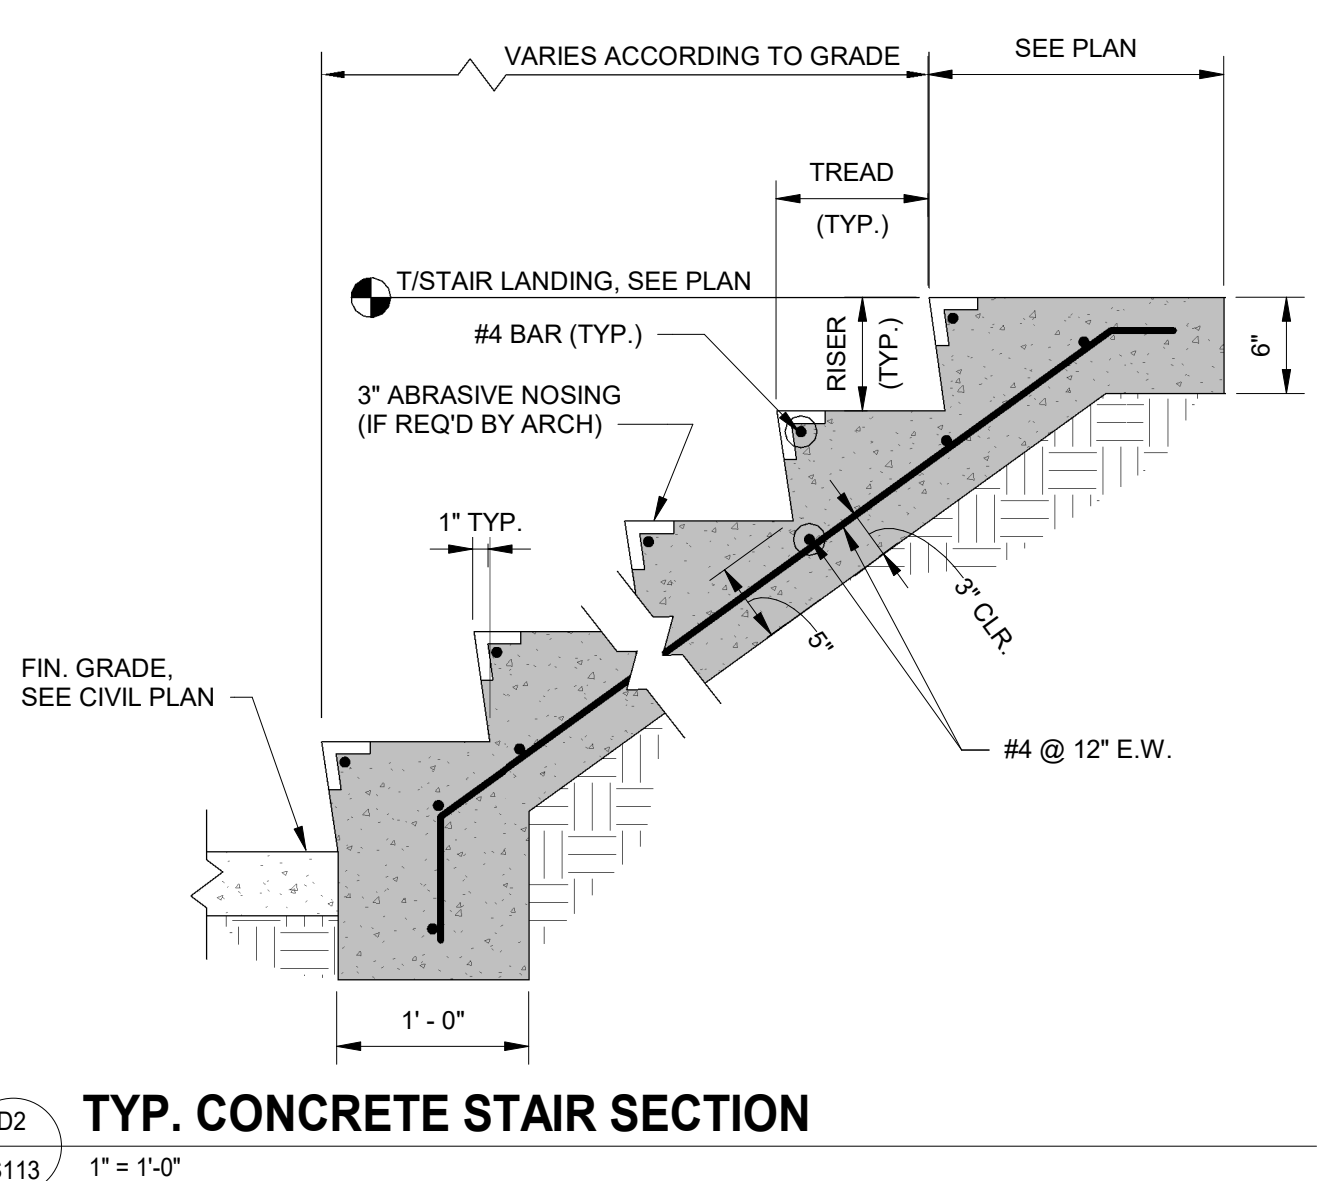 VARIES ACCORDING TO GRADE
SEE PLAN
TREAD
(TYP.)
T/STAIR LANDING, SEE PLAN
#4 BAR (TYP.)
RISER
(TYP.)
6"
3" ABRASIVE NOSING
(IF REQ'D BY ARCH)
1" TYP.
3" CLR.
5"
FIN. GRADE,
SEE CIVIL PLAN
#4 @ 12" E.W.
1' - 0"
D2
TYP. CONCRETE STAIR SECTION
113
1" = 1'-0"